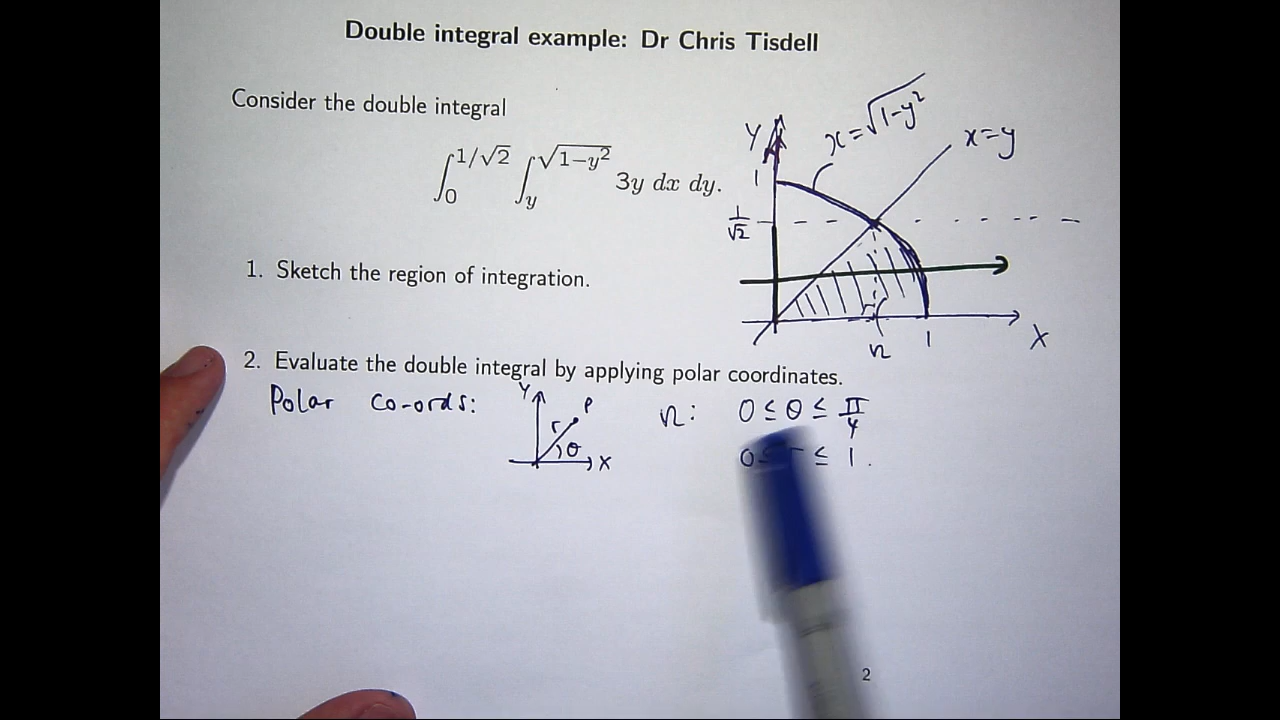 Double integral example: Dr Chris Tisdell
Consider the double integral
∫₀^{1/√2} ∫_y^{√(1−y²)} 3y dx dy.
1. Sketch the region of integration.
Y
x=√(1-y²)
x=y
1
1/√2
1
X
2. Evaluate the double integral by applying polar coordinates.
Polar co-ords:
Y
P
r
θ
X
0 ≤ θ ≤ π/4
≤ 1.
2